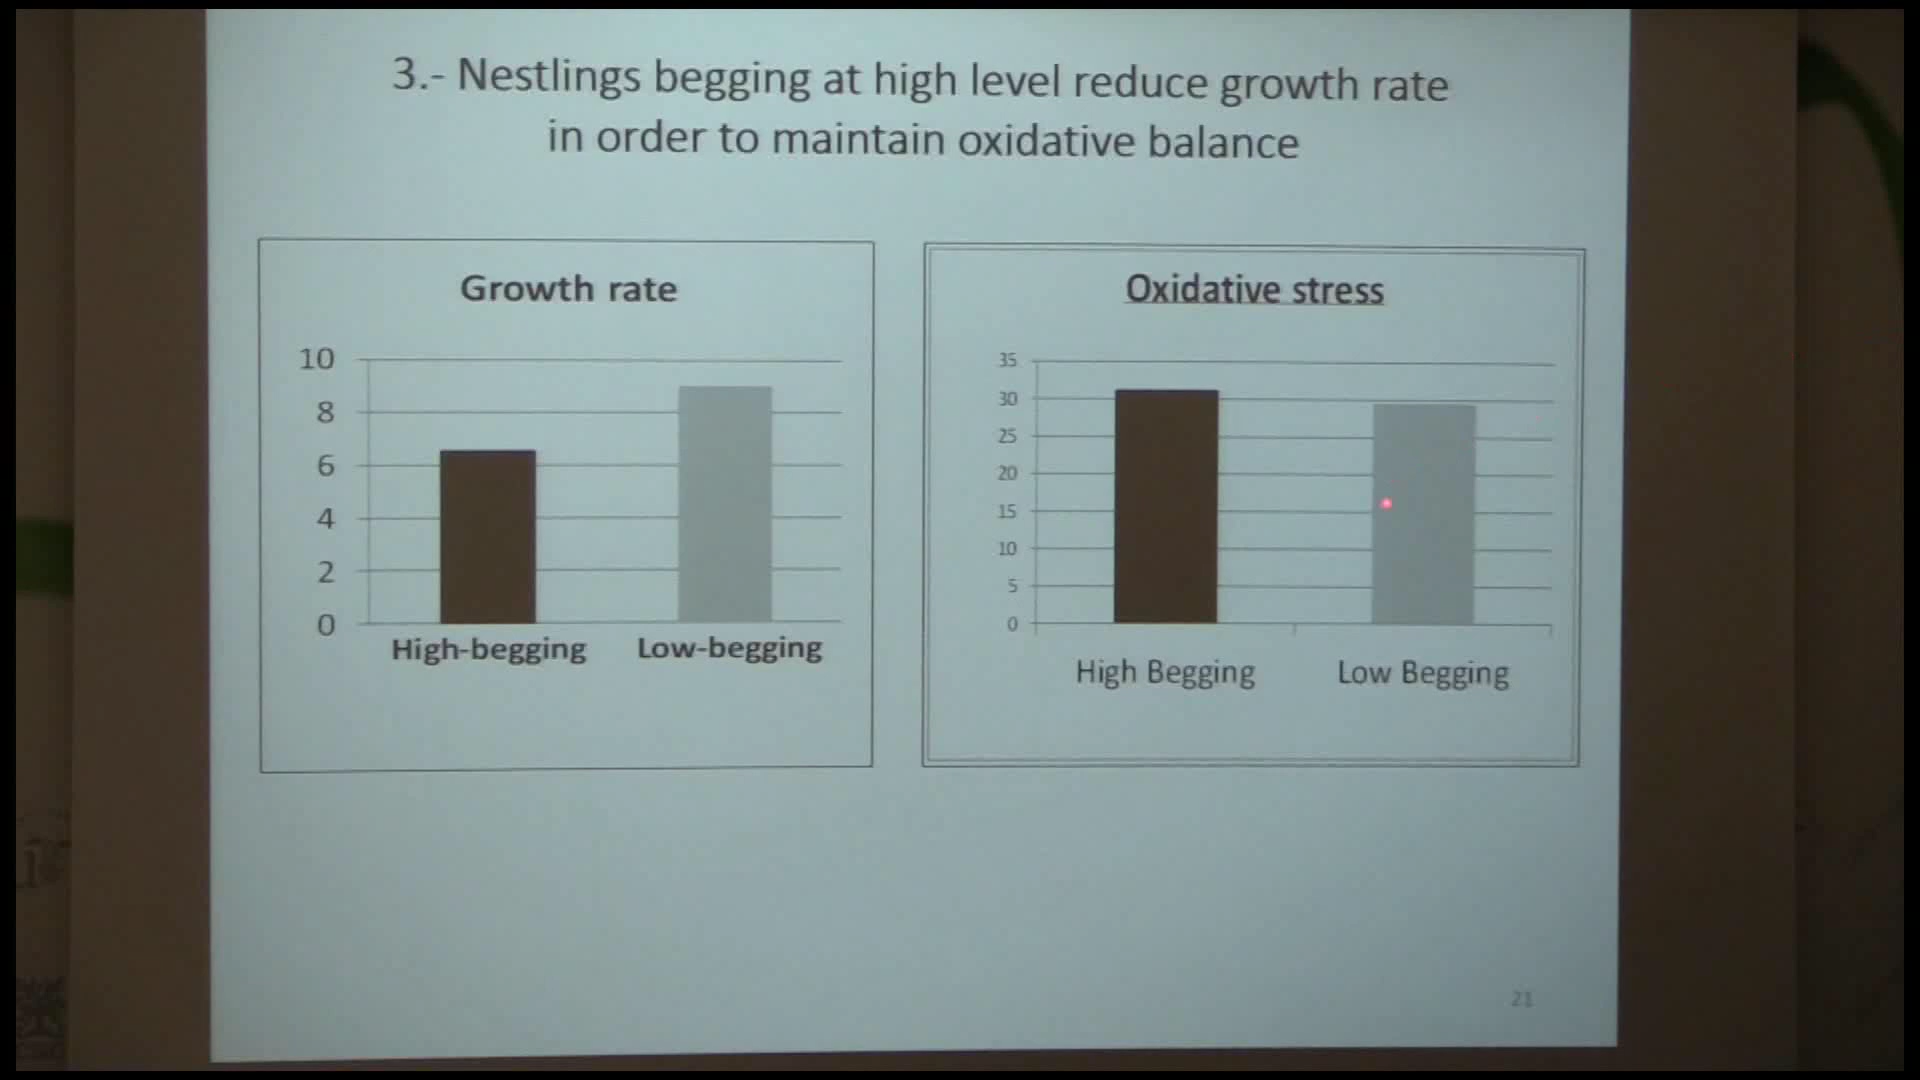 3.- Nestlings begging at high level reduce growth rate
in order to maintain oxidative balance
Growth rate
10
8
6
4
2
0
High-begging
Low-begging
Oxidative stress
35
30
25
20
15
10
5
0
High Begging
Low Begging
21